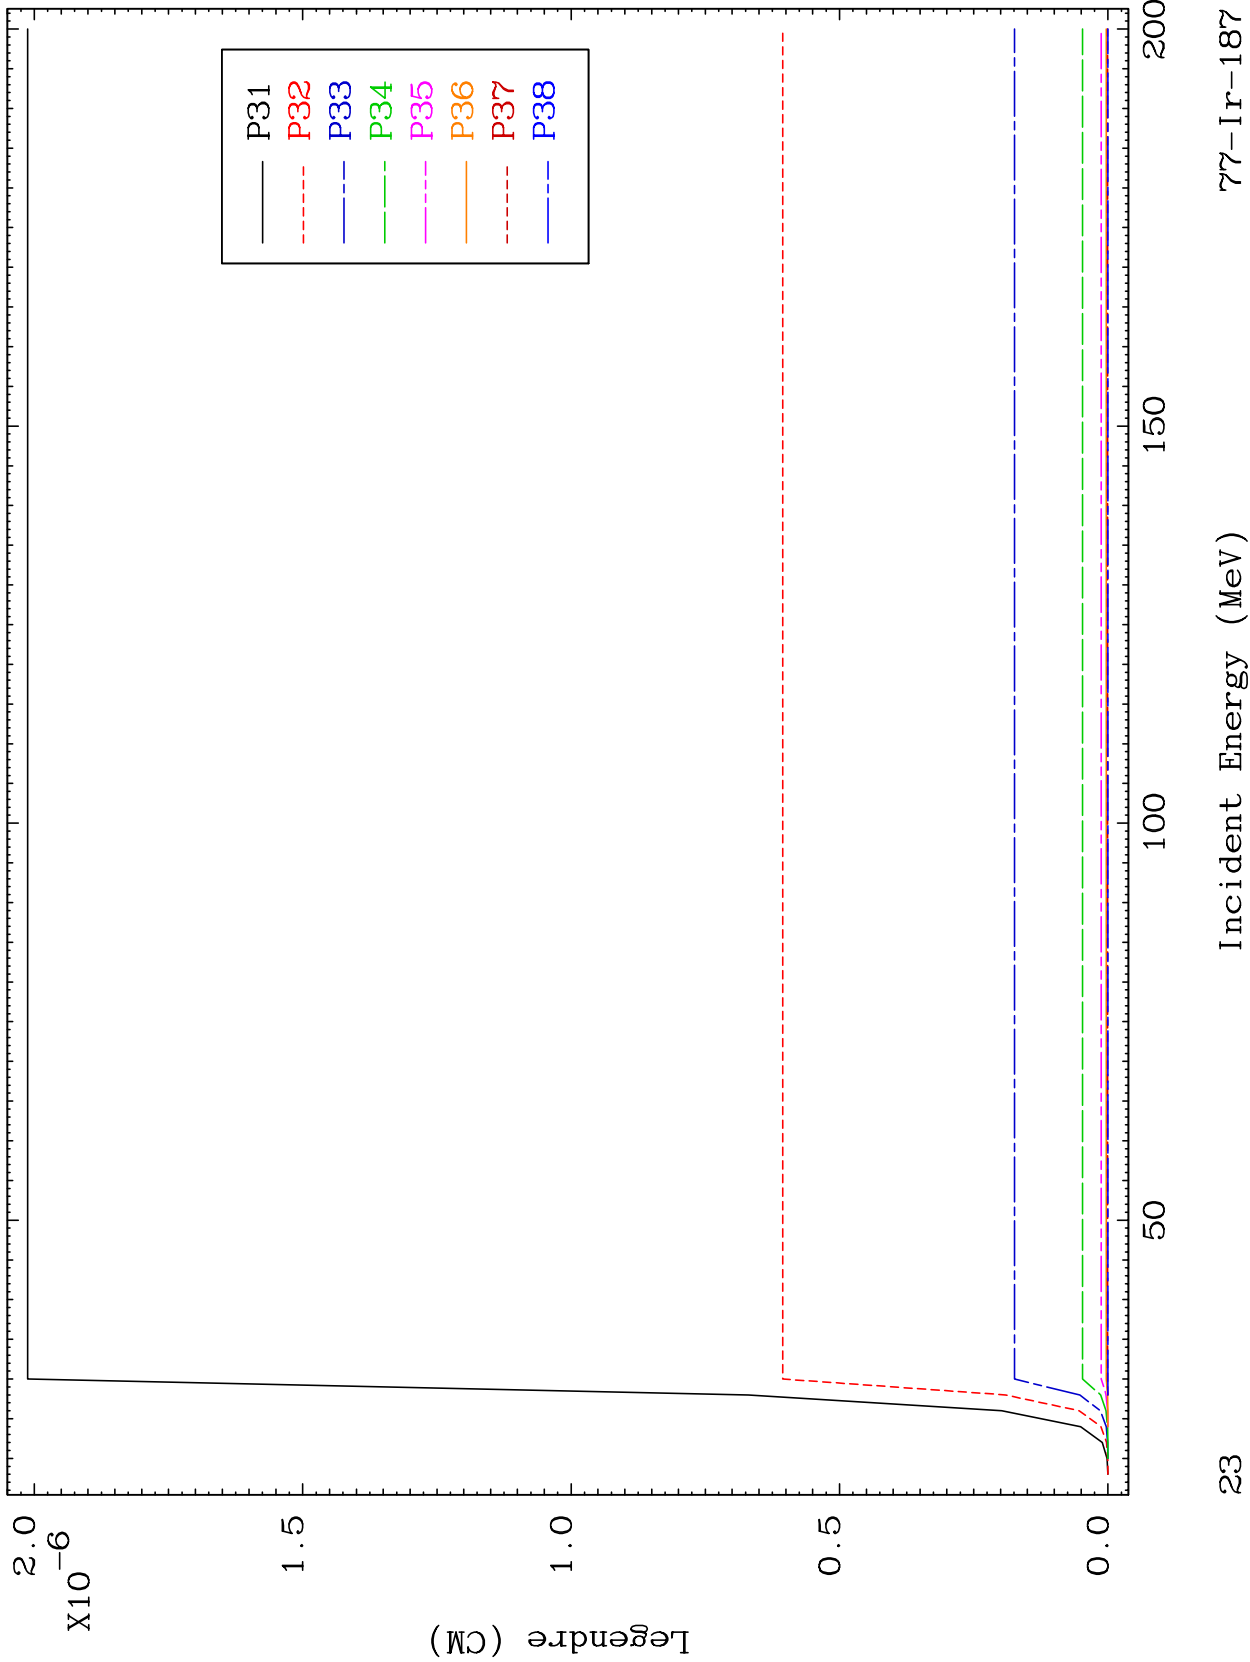 2.0
X10-6
1.5
1.0
0.5
0.0
Legendre (CM)
P31
P32
P33
P34
P35
P36
P37
P38
50
100
150
200
23
Incident Energy (MeV)
77-Ir-187